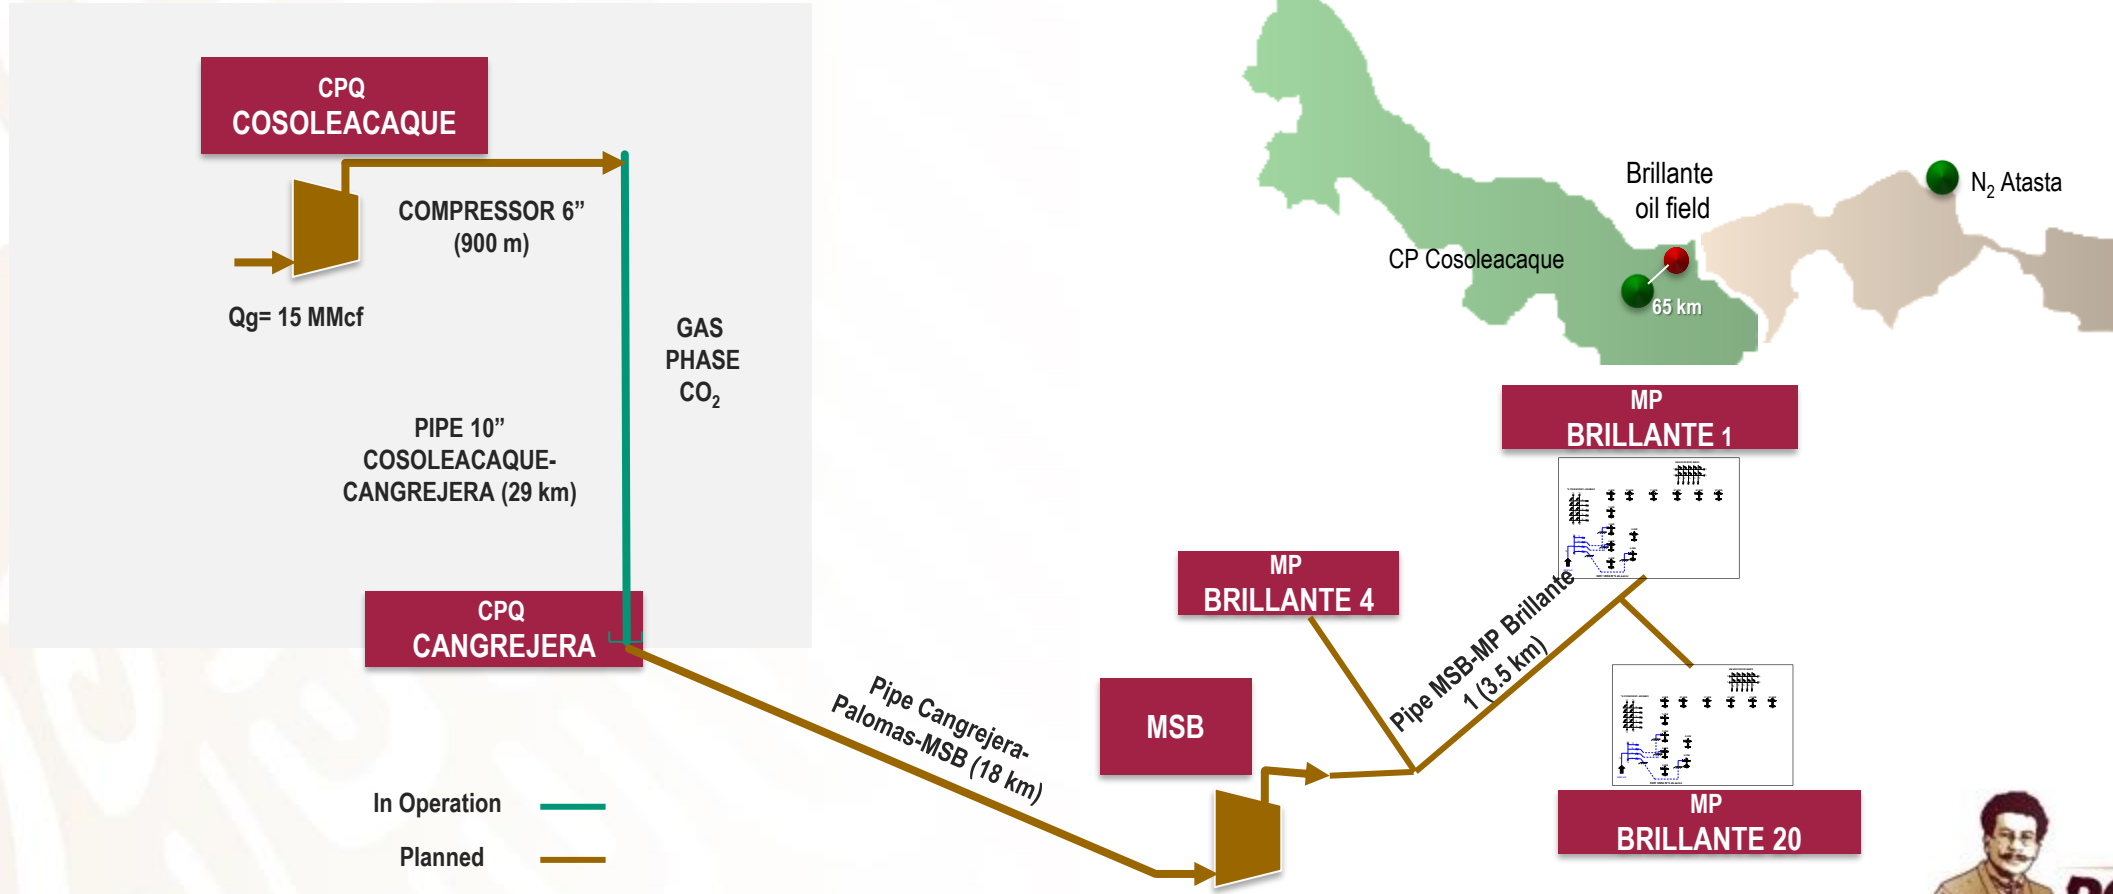 CPQ
COSOLEACAQUE
COMPRESSOR 6”
(900 m)
Qg= 15 MMcf
GAS
PHASE
CO₂
PIPE 10”
COSOLEACAQUE-
CANGREJERA (29 km)
CPQ
CANGREJERA
Pipe Cangrejera-
Palomas-MSB (18 km)
In Operation
Planned
Brillante
oil field
N₂ Atasta
CP Cosoleacaque
65 km
MP
BRILLANTE 1
MP
BRILLANTE 4
Pipe MSB-MP Brillante
1 (3.5 km)
MSB
MP
BRILLANTE 20